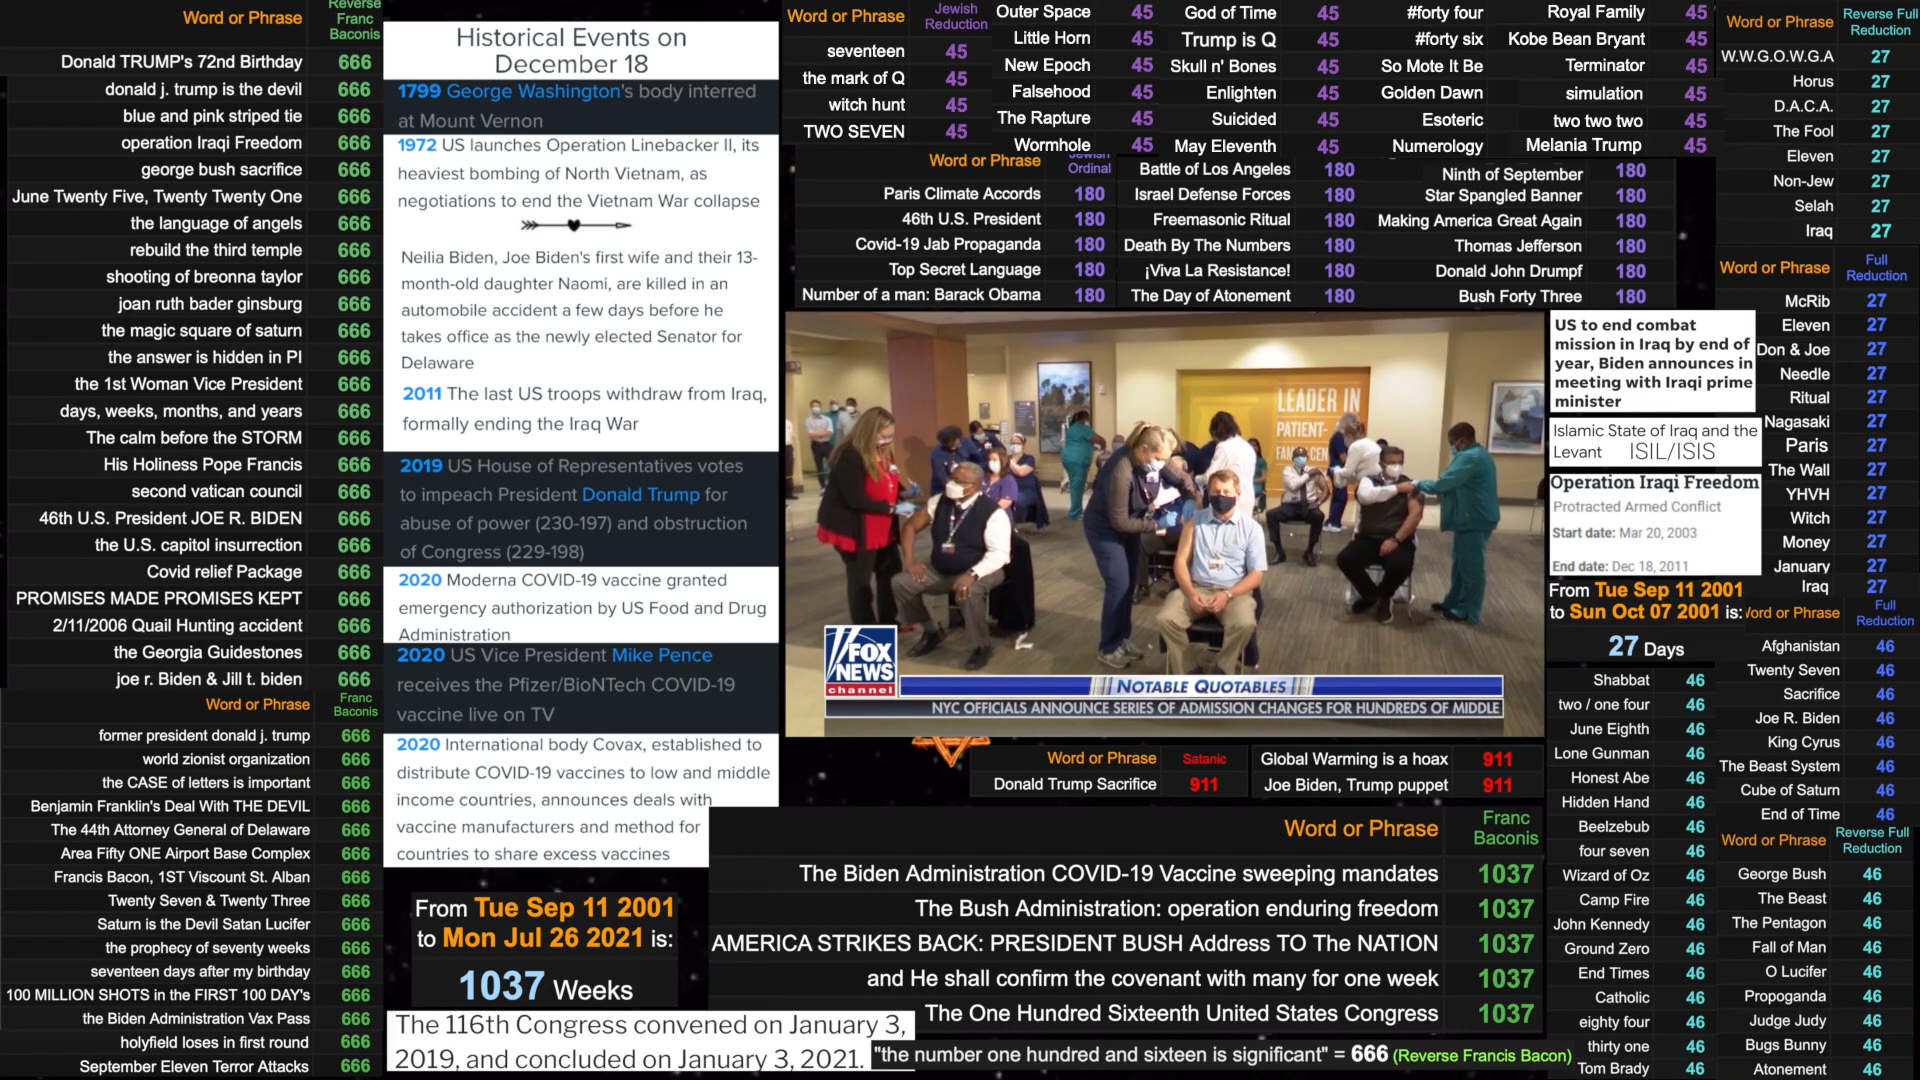 Word or Phrase Reverse Franc Baconis
Donald TRUMP's 72nd Birthday 666
donald j. trump is the devil 666
blue and pink striped tie 666
operation Iraqi Freedom 666
george bush sacrifice 666
June Twenty Five, Twenty Twenty One 666
the language of angels 666
rebuild the third temple 666
shooting of breonna taylor 666
joan ruth bader ginsburg 666
the magic square of saturn 666
the answer is hidden in PI 666
the 1st Woman Vice President 666
days, weeks, months, and years 666
The calm before the STORM 666
His Holiness Pope Francis 666
second vatican council 666
46th U.S. President JOE R. BIDEN 666
the U.S. capitol insurrection 666
Covid relief Package 666
PROMISES MADE PROMISES KEPT 666
2/11/2006 Quail Hunting accident 666
the Georgia Guidestones 666
joe r. Biden & Jill t. biden 666
Word or Phrase Franc Baconis
former president donald j. trump 666
world zionist organization 666
the CASE of letters is important 666
Benjamin Franklin's Deal With THE DEVIL 666
The 44th Attorney General of Delaware 666
Area Fifty ONE Airport Base Complex 666
Francis Bacon, 1ST Viscount St. Alban 666
Twenty Seven & Twenty Three 666
Saturn is the Devil Satan Lucifer 666
the prophecy of seventy weeks 666
seventeen days after my birthday 666
100 MILLION SHOTS in the FIRST 100 DAY's 666
the Biden Administration Vax Pass 666
holyfield loses in first round 666
September Eleven Terror Attacks 666
Historical Events on
December 18
1799 George Washington's body interred
at Mount Vernon
1972 US launches Operation Linebacker II, its
heaviest bombing of North Vietnam, as
negotiations to end the Vietnam War collapse
Neilia Biden, Joe Biden's first wife and their 13-
month-old daughter Naomi, are killed in an
automobile accident a few days before he
takes office as the newly elected Senator for
Delaware
2011 The last US troops withdraw from Iraq,
formally ending the Iraq War
2019 US House of Representatives votes
to impeach President Donald Trump for
abuse of power (230-197) and obstruction
of Congress (229-198)
2020 Moderna COVID-19 vaccine granted
emergency authorization by US Food and Drug
Administration
2020 US Vice President Mike Pence
receives the Pfizer/BioNTech COVID-19
vaccine live on TV
2020 International body Covax, established to
distribute COVID-19 vaccines to low and middle
income countries, announces deals with
vaccine manufacturers and method for
countries to share excess vaccines
From Tue Sep 11 2001
to Mon Jul 26 2021 is:
1037 Weeks
The 116th Congress convened on January 3,
2019, and concluded on January 3, 2021.
Word or Phrase Jewish Reduction
seventeen 45
the mark of Q 45
witch hunt 45
TWO SEVEN 45
Outer Space 45
Little Horn 45
New Epoch 45
Falsehood 45
The Rapture 45
Wormhole 45
God of Time 45
Trump is Q 45
Skull n' Bones 45
Enlighten 45
Suicided 45
May Eleventh 45
#forty four 45
#forty six 45
So Mote It Be 45
Golden Dawn 45
Esoteric 45
Numerology 45
Royal Family 45
Kobe Bean Bryant 45
Terminator 45
simulation 45
two two two 45
Melania Trump 45
Word or Phrase Jewish Ordinal
Paris Climate Accords 180
46th U.S. President 180
Covid-19 Jab Propaganda 180
Top Secret Language 180
Number of a man: Barack Obama 180
Battle of Los Angeles 180
Israel Defense Forces 180
Freemasonic Ritual 180
Death By The Numbers 180
¡Viva La Resistance! 180
The Day of Atonement 180
Ninth of September 180
Star Spangled Banner 180
Making America Great Again 180
Thomas Jefferson 180
Donald John Drumpf 180
Bush Forty Three 180
LEADER IN
PATIENT-
FOX
NEWS
channel
NOTABLE QUOTABLES
NYC OFFICIALS ANNOUNCE SERIES OF ADMISSION CHANGES FOR HUNDREDS OF MIDDLE
Word or Phrase Satanic
Donald Trump Sacrifice 911
Global Warming is a hoax 911
Joe Biden, Trump puppet 911
Word or Phrase Franc Baconis
The Biden Administration COVID-19 Vaccine sweeping mandates 1037
The Bush Administration: operation enduring freedom 1037
AMERICA STRIKES BACK: PRESIDENT BUSH Address TO The NATION 1037
and He shall confirm the covenant with many for one week 1037
The One Hundred Sixteenth United States Congress 1037
"the number one hundred and sixteen is significant" = 666 (Reverse Francis Bacon)
Word or Phrase Reverse Full Reduction
W.W.G.O.W.G.A 27
Horus 27
D.A.C.A. 27
The Fool 27
Eleven 27
Non-Jew 27
Selah 27
Iraq 27
Word or Phrase Full Reduction
McRib 27
Eleven 27
Don & Joe 27
Needle 27
Ritual 27
Nagasaki 27
Paris 27
The Wall 27
YHVH 27
Witch 27
Money 27
January 27
Iraq 27
US to end combat
mission in Iraq by end of
year, Biden announces in
meeting with Iraqi prime
minister
Islamic State of Iraq and the
Levant ISIL/ISIS
Operation Iraqi Freedom
Protracted Armed Conflict
Start date: Mar 20, 2003
End date: Dec 18, 2011
From Tue Sep 11 2001
to Sun Oct 07 2001 is:
27 Days
Shabbat 46
two / one four 46
June Eighth 46
Lone Gunman 46
Honest Abe 46
Hidden Hand 46
Beelzebub 46
four seven 46
Wizard of Oz 46
Camp Fire 46
John Kennedy 46
Ground Zero 46
End Times 46
Catholic 46
eighty four 46
thirty one 46
Tom Brady 46
Word or Phrase Full Reduction
Afghanistan 46
Twenty Seven 46
Sacrifice 46
Joe R. Biden 46
King Cyrus 46
The Beast System 46
Cube of Saturn 46
End of Time 46
Word or Phrase Reverse Full Reduction
George Bush 46
The Beast 46
The Pentagon 46
Fall of Man 46
O Lucifer 46
Propoganda 46
Judge Judy 46
Bugs Bunny 46
Atonement 46